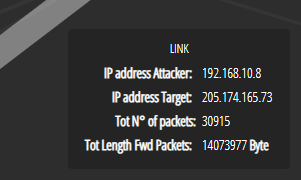 LINK
IP address Attacker: 192.168.10.8
IP address Target: 205.174.165.73
Tot N° of packets: 30915
Tot Length Fwd Packets: 14073977 Byte